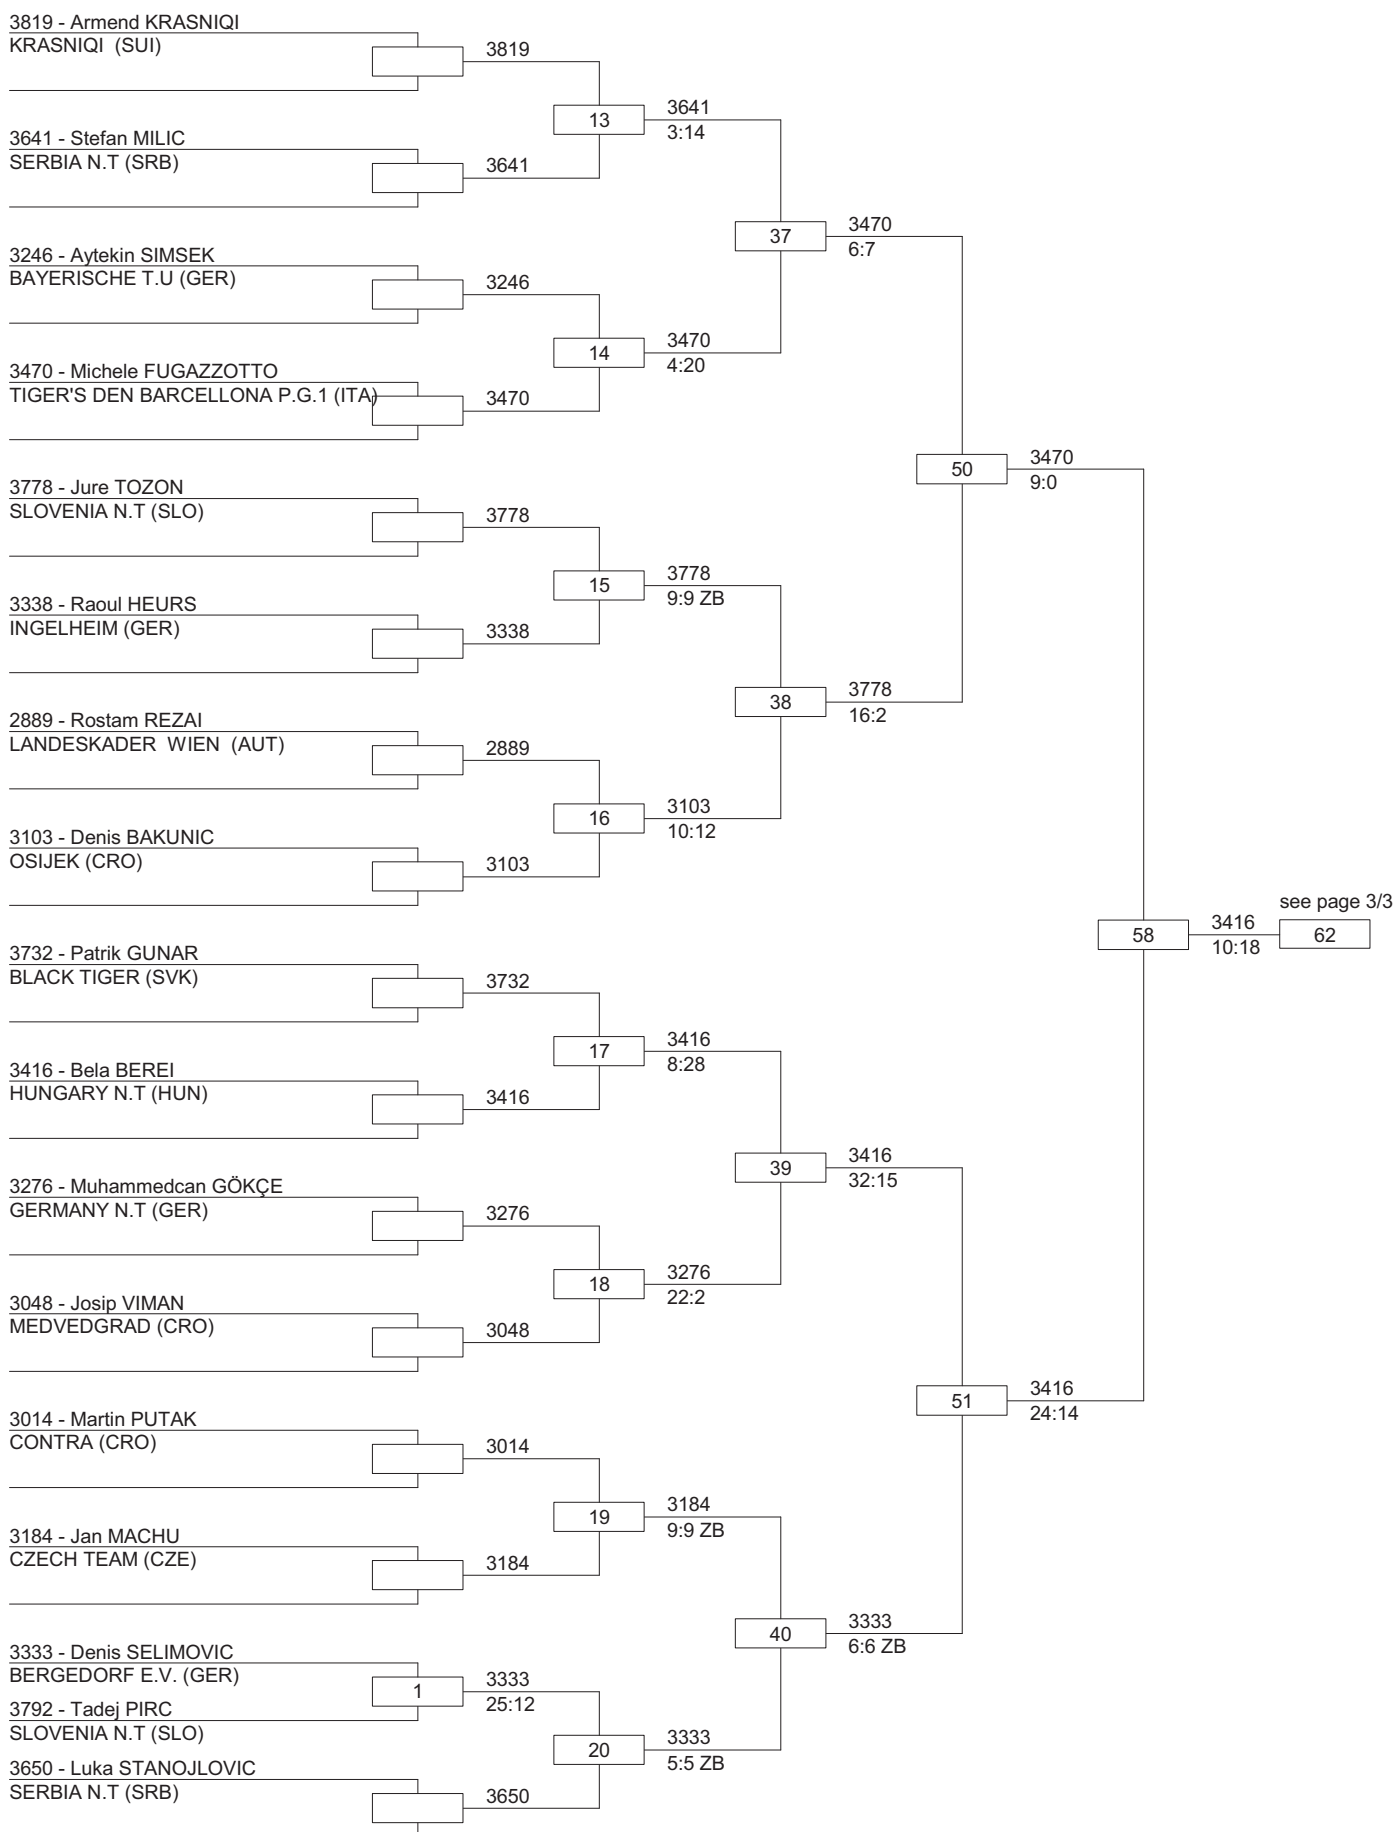 3819 - Armend KRASNIQI
KRASNIQI  (SUI)
3819
13
3641
3:14
3641 - Stefan MILIC
SERBIA N.T (SRB)
3641
37
3470
6:7
3246 - Aytekin SIMSEK
BAYERISCHE T.U (GER)
3246
14
3470
4:20
3470 - Michele FUGAZZOTTO
TIGER'S DEN BARCELLONA P.G.1 (ITA)
3470
50
3470
9:0
3778 - Jure TOZON
SLOVENIA N.T (SLO)
3778
15
3778
9:9 ZB
3338 - Raoul HEURS
INGELHEIM (GER)
3338
38
3778
16:2
2889 - Rostam REZAI
LANDESKADER  WIEN  (AUT)
2889
16
3103
10:12
3103 - Denis BAKUNIC
OSIJEK (CRO)
3103
see page 3/3
58
3416
10:18
62
3732 - Patrik GUNAR
BLACK TIGER (SVK)
3732
17
3416
8:28
3416 - Bela BEREI
HUNGARY N.T (HUN)
3416
39
3416
32:15
3276 - Muhammedcan GÖKÇE
GERMANY N.T (GER)
3276
18
3276
22:2
3048 - Josip VIMAN
MEDVEDGRAD (CRO)
3048
51
3416
24:14
3014 - Martin PUTAK
CONTRA (CRO)
3014
19
3184
9:9 ZB
3184 - Jan MACHU
CZECH TEAM (CZE)
3184
40
3333
6:6 ZB
3333 - Denis SELIMOVIC
BERGEDORF E.V. (GER)
1
3333
25:12
3792 - Tadej PIRC
SLOVENIA N.T (SLO)
20
3333
5:5 ZB
3650 - Luka STANOJLOVIC
SERBIA N.T (SRB)
3650